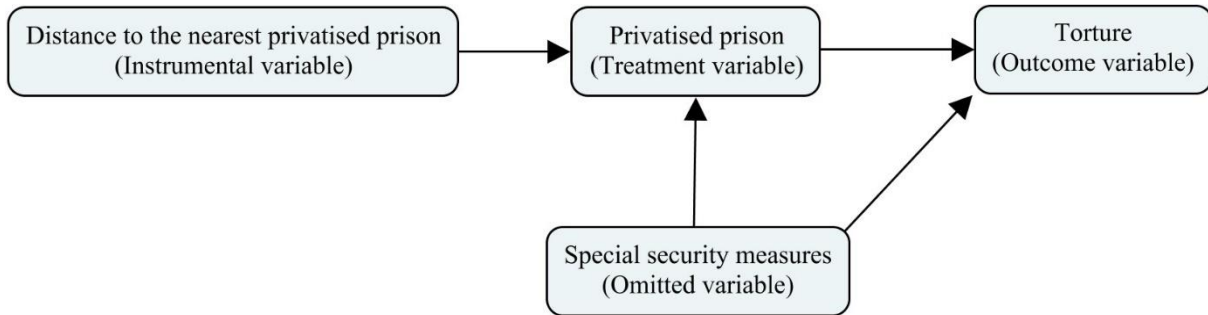 Distance to the nearest privatised prison
(Instrumental variable)
Privatised prison
(Treatment variable)
Torture
(Outcome variable)
Special security measures
(Omitted variable)